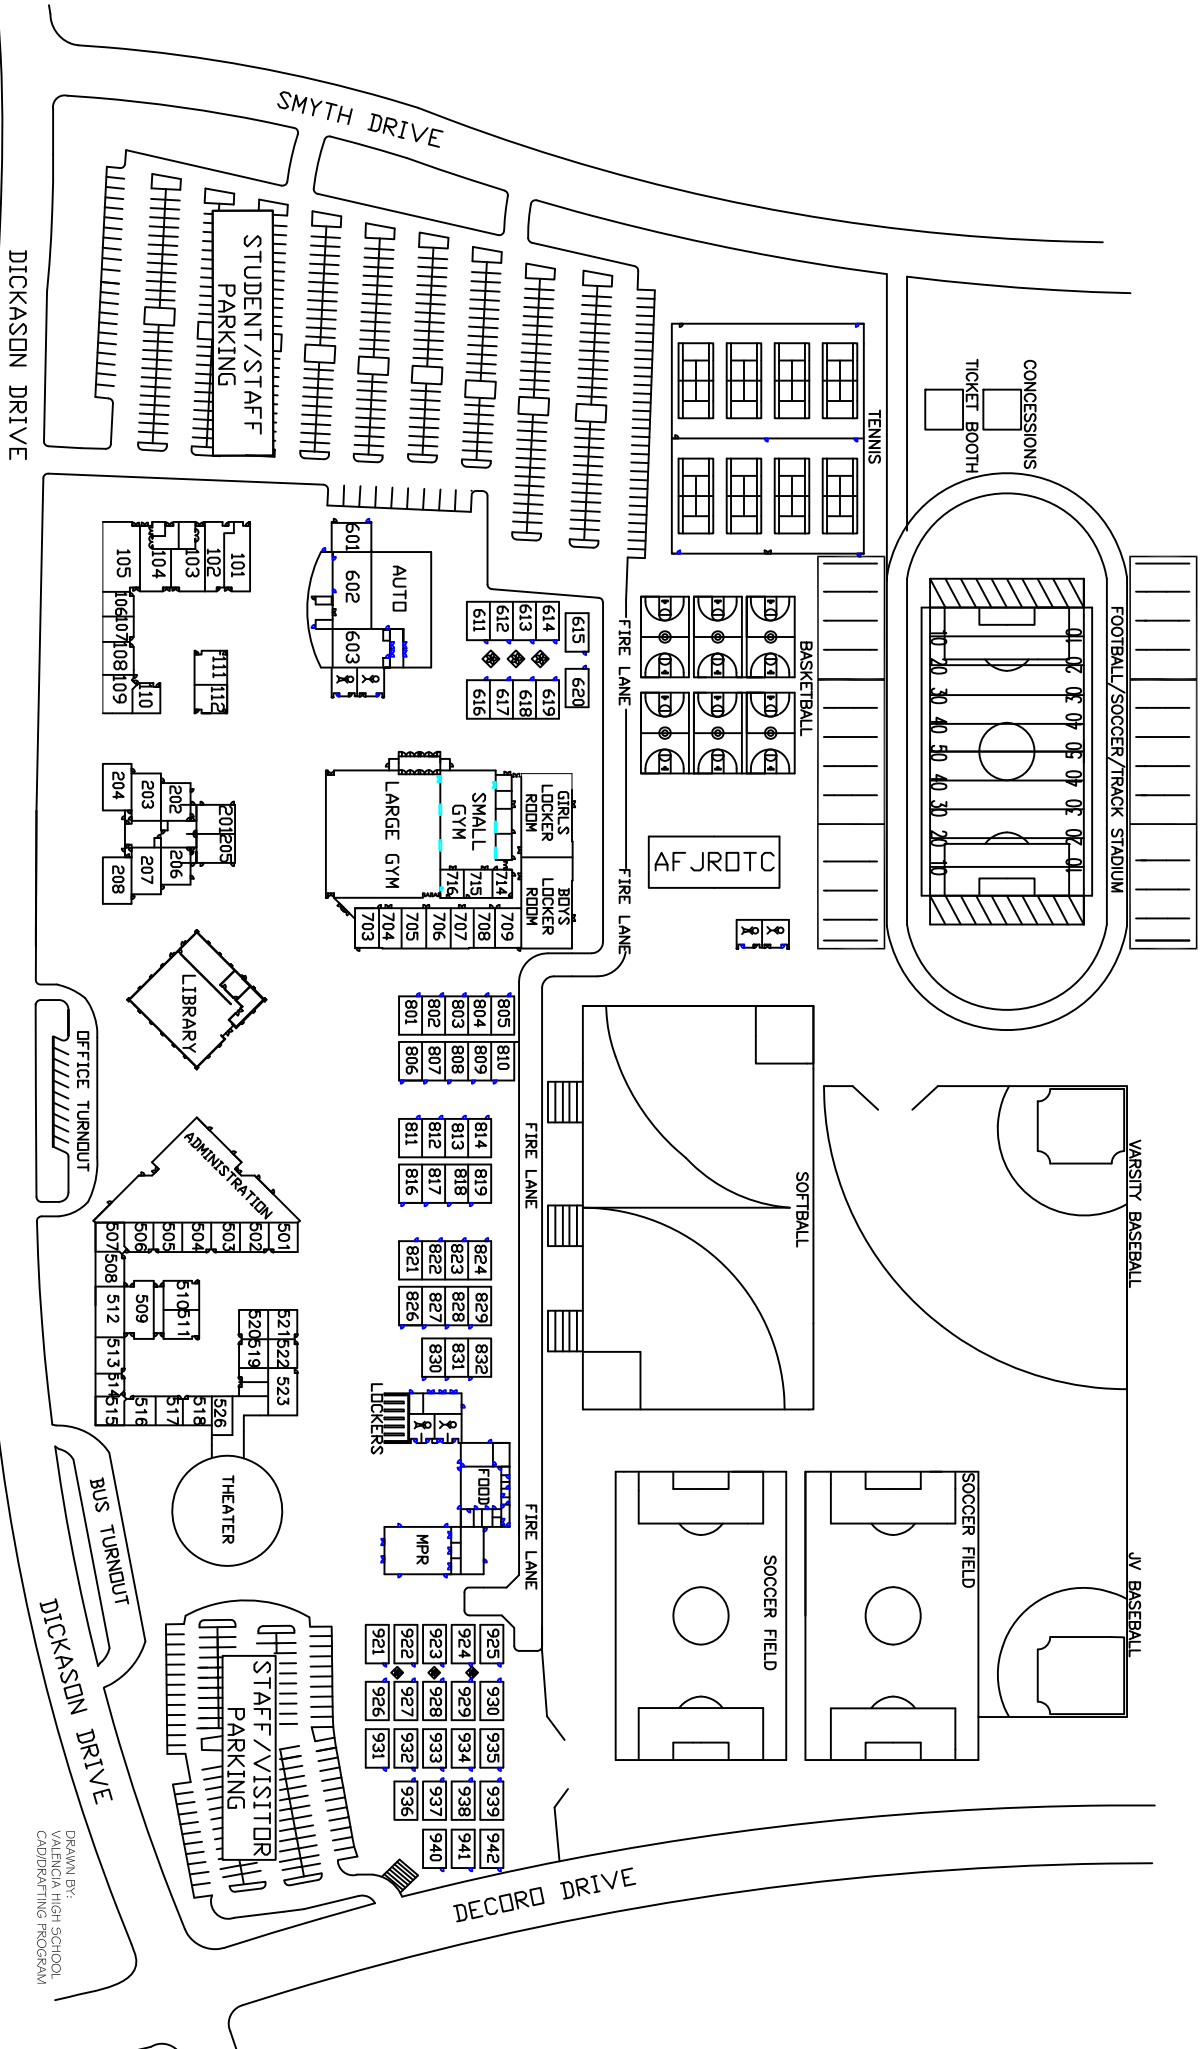 FOOTBALL/SOCCER/TRACK STADIUM
10 20 30 40 50 40 30 20 10
10 20 30 40 50 40 30 20 10
CONCESSIONS
TICKET BOOTH
VARSITY BASEBALL
JV BASEBALL
SMYTH DRIVE
TENNIS
BASKETBALL
AFJROTC
SOFTBALL
SOCCER FIELD
SOCCER FIELD
FIRE LANE
FIRE LANE
FIRE LANE
FIRE LANE
STUDENT/STAFF
PARKING
615 620
614 619
613 618
612 617
611 616
AUTO
601 602 603
GIRLS
LOCKER
ROOM
BOYS
LOCKER
ROOM
SMALL
GYM
LARGE GYM
714
715
716
709
708
707
706
705
704
703
805 810
804 809
803 808
802 807
801 806
814 819
813 818
812 817
811 816
824 829
823 828
822 827
821 826
832
831
830
LOCKERS
FOOD
MPR
925 930 935 939 942
924 929 934 938 941
923 928 933 937 940
922 927 932 936
921 926 931
DECORO DRIVE
101
102
103
104
105
106
107
108
109
110
111
112
201
202
203
204
205
206
207
208
LIBRARY
OFFICE TURNOUT
ADMINISTRATION
501
502
503
504
505
506
507
508
509
510
511
512
513
514
515
516
517
518
519
520
521
522
523
526
THEATER
BUS TURNOUT
STAFF/VISITOR
PARKING
DICKASON DRIVE
DICKASON DRIVE
DRAWN BY:
VALENCIA HIGH SCHOOL
CAD/DRAFTING PROGRAM